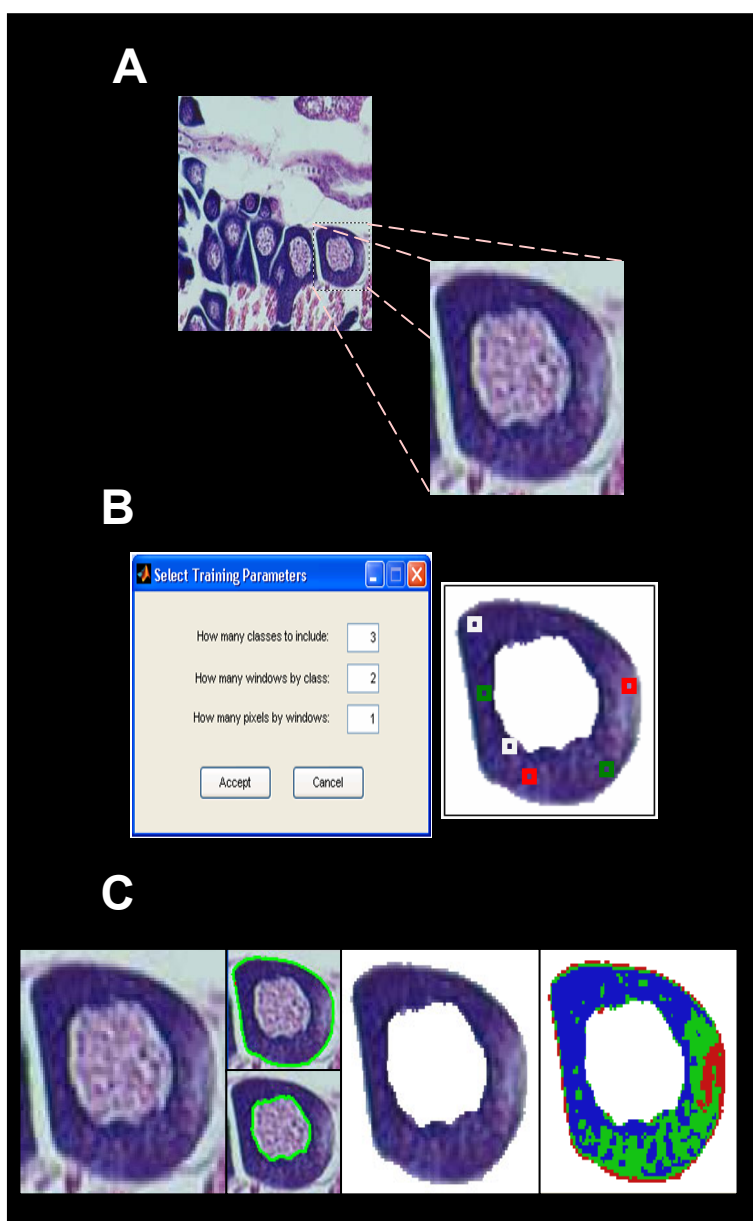 A
B
Select Training Parameters
How many classes to include: 3
How many windows by class: 2
How many pixels by windows: 1
Accept Cancel
C